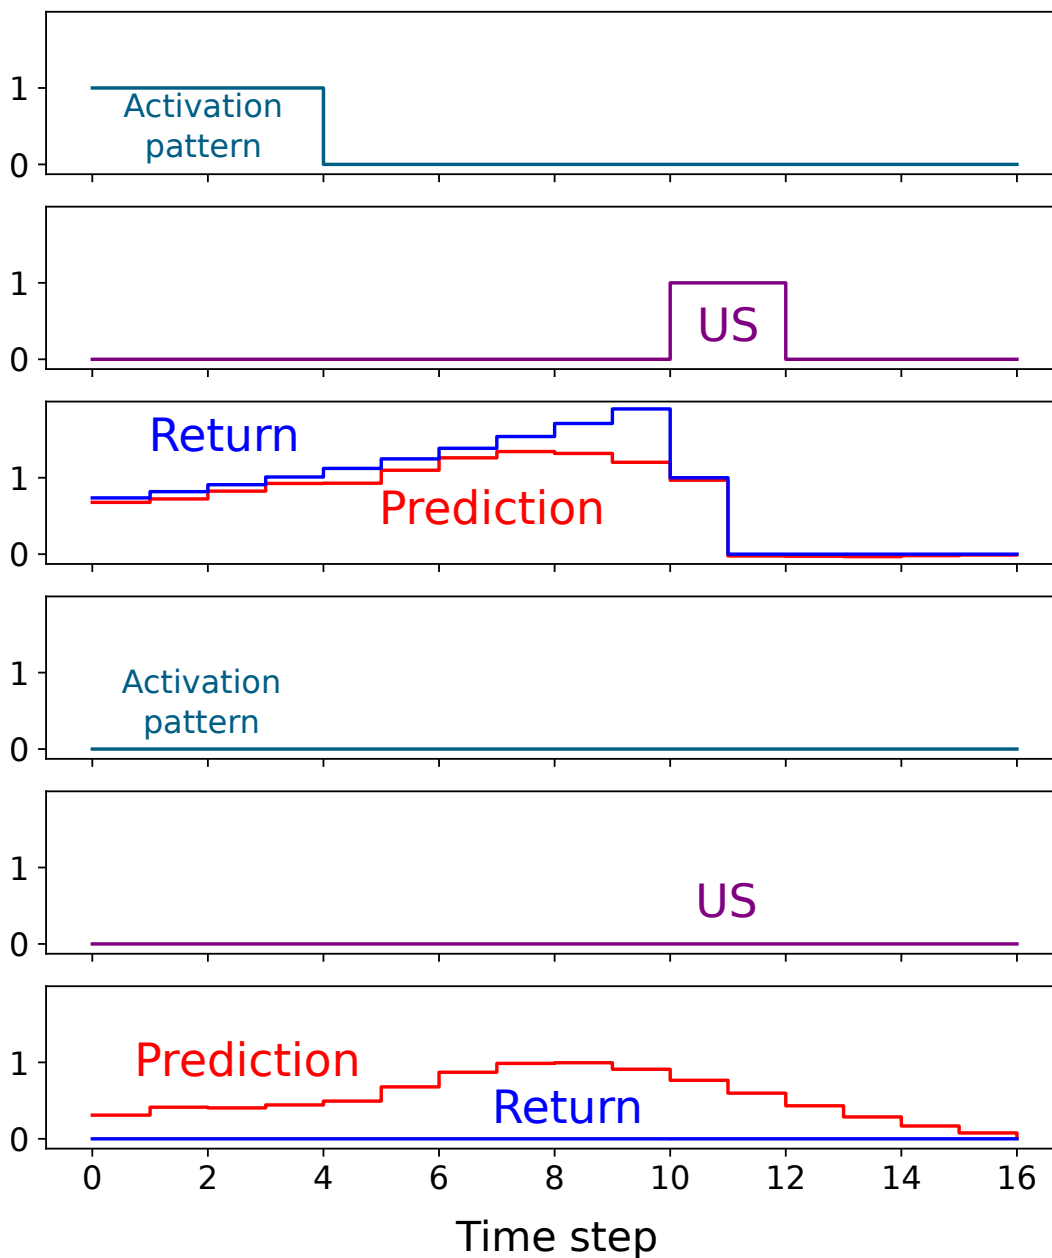 1
Activation
pattern
0
1
US
0
Return
1
Prediction
0
1
Activation
pattern
0
1
US
0
Prediction
1
Return
0
0 2 4 6 8 10 12 14 16
Time step